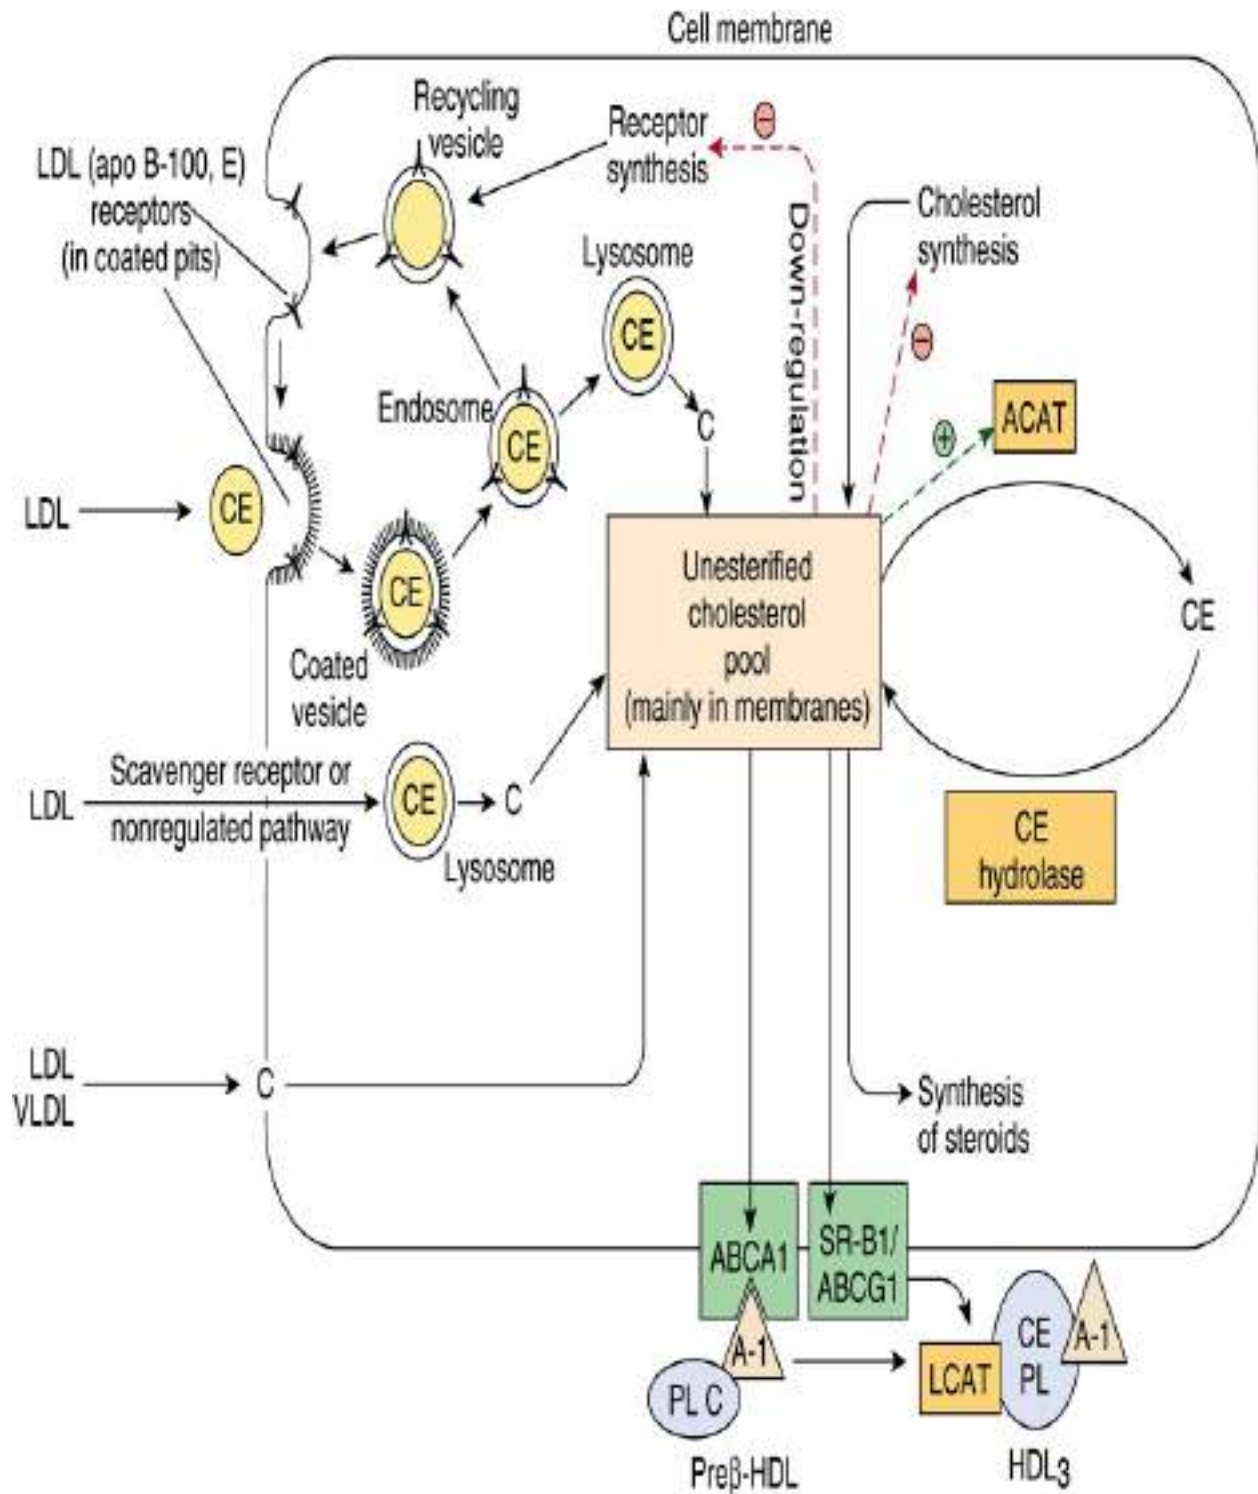 Cell membrane
Recycling
vesicle
Receptor
synthesis
−
LDL (apo B-100, E)
receptors
(in coated pits)
Cholesterol
synthesis
−
Down-regulation
Lysosome
CE
C
Endosome
CE
+
ACAT
LDL
CE
CE
Coated
vesicle
Unesterified
cholesterol
pool
(mainly in membranes)
CE
LDL
Scavenger receptor or
nonregulated pathway
CE
C
Lysosome
CE
hydrolase
LDL
VLDL
C
Synthesis
of steroids
ABCA1
SR-B1/
ABCG1
A-1
PL C
Preβ-HDL
LCAT
CE
PL
A-1
HDL3